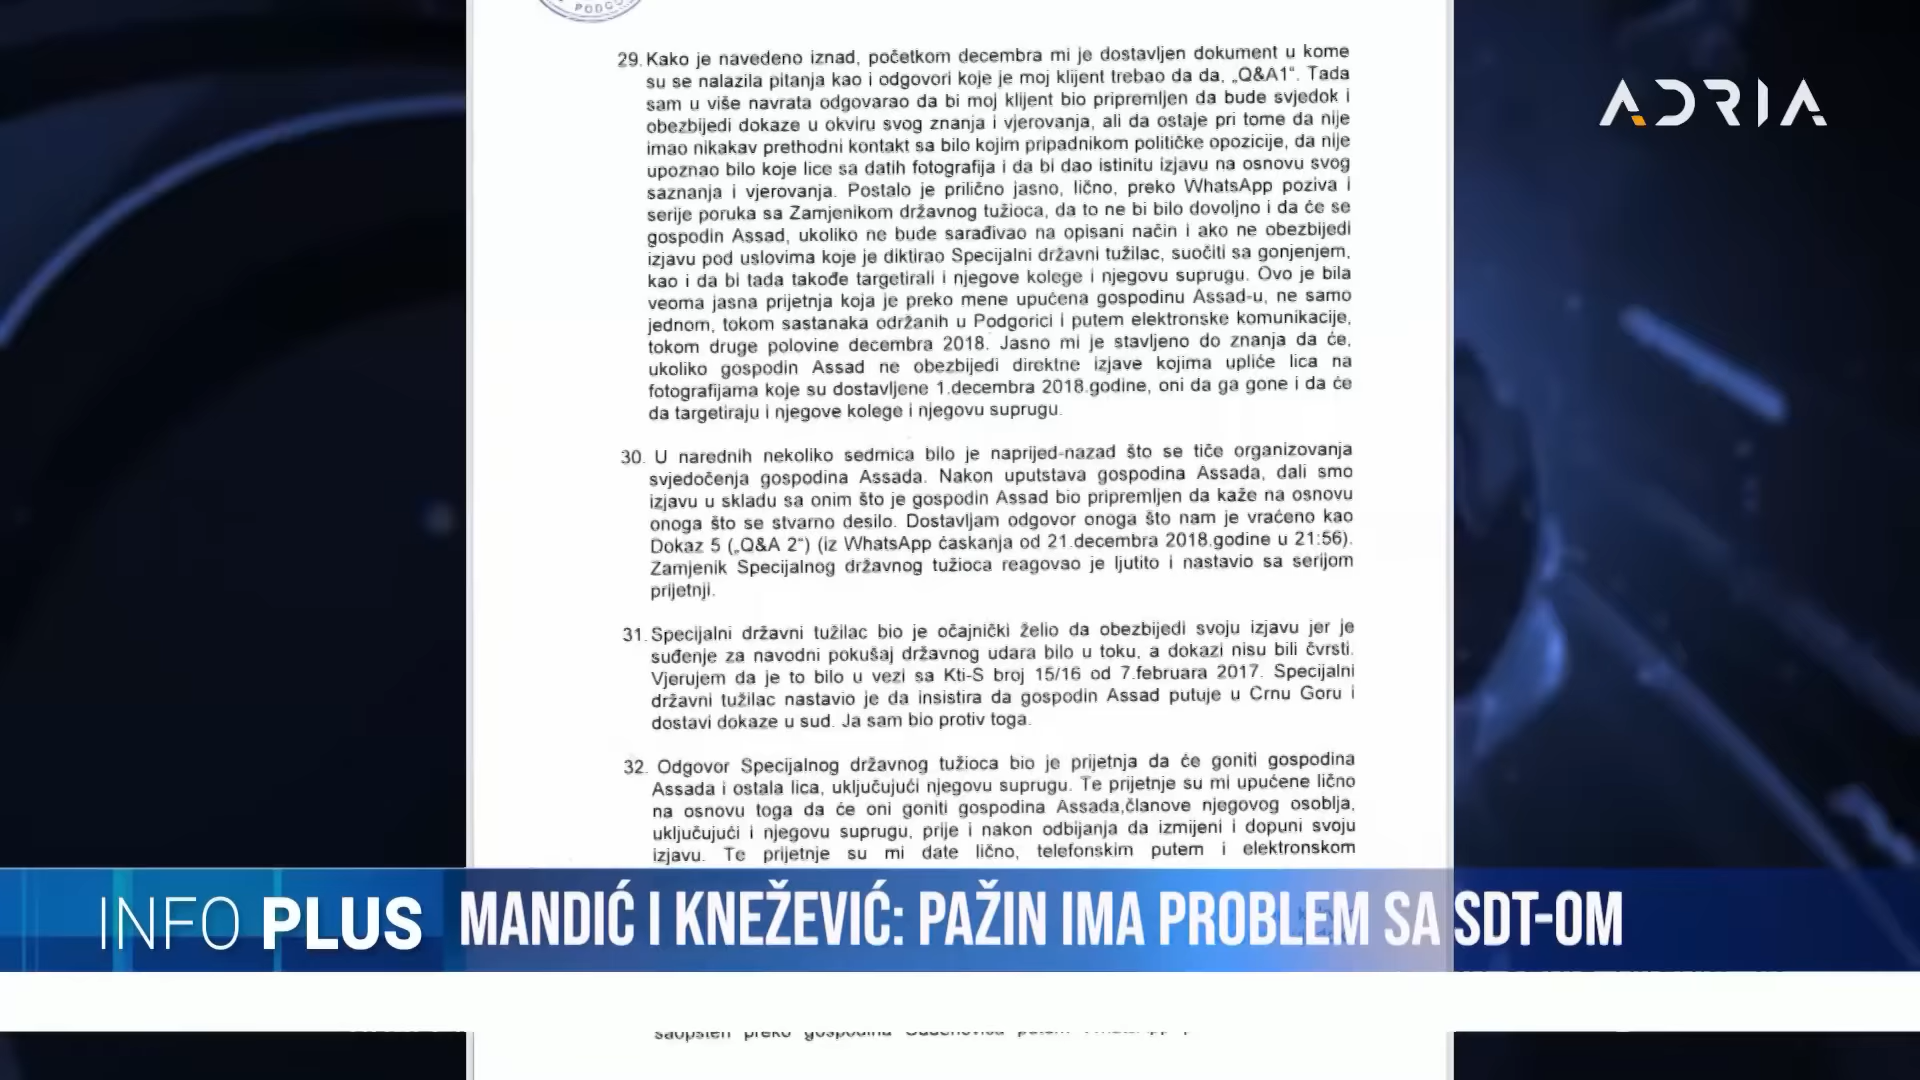 PODGO
29. Kako je navedeno iznad, početkom decembra mi je dostavljen dokument u kome
su se nalazila pitanja kao i odgovori koje je moj klijent trebao da da, „Q&A1“. Tada
sam u više navrata odgovarao da bi moj klijent bio pripremljen da bude svjedok i
obezbijedi dokaze u okviru svog znanja i vjerovanja, ali da ostaje pri tome da nije
imao nikakav prethodni kontakt sa bilo kojim pripadnikom političke opozicije, da nije
upoznao bilo koje lice sa datih fotografija i da bi dao istinitu izjavu na osnovu svog
saznanja i vjerovanja. Postalo je prilično jasno, lično, preko WhatsApp poziva i
serije poruka sa Zamjenikom državnog tužioca, da to ne bi bilo dovoljno i da će se
gospodin Assad, ukoliko ne bude sarađivao na opisani način i ako ne obezbijedi
izjavu pod uslovima koje je diktirao Specijalni državni tužilac, suočiti sa gonjenjem,
kao i da bi tada takođe targetirali i njegove kolege i njegovu suprugu. Ovo je bila
veoma jasna prijetnja koja je preko mene upućena gospodinu Assad-u, ne samo
jednom, tokom sastanaka održanih u Podgorici i putem elektronske komunikacije,
tokom druge polovine decembra 2018. Jasno mi je stavljeno do znanja da će,
ukoliko gospodin Assad ne obezbijedi direktne izjave kojima upliće lica na
fotografijama koje su dostavljene 1.decembra 2018.godine, oni da ga gone i da će
da targetiraju i njegove kolege i njegovu suprugu.
30. U narednih nekoliko sedmica bilo je naprijed-nazad što se tiče organizovanja
svjedočenja gospodina Assada. Nakon uputstava gospodina Assada, dali smo
izjavu u skladu sa onim što je gospodin Assad bio pripremljen da kaže na osnovu
onoga što se stvarno desilo. Dostavljam odgovor onoga što nam je vraćeno kao
Dokaz 5 („Q&A 2“) (iz WhatsApp ćaskanja od 21.decembra 2018.godine u 21:56).
Zamjenik Specijalnog državnog tužioca reagovao je ljutito i nastavio sa serijom
prijetnji.
31. Specijalni državni tužilac bio je očajnički želio da obezbijedi svoju izjavu jer je
suđenje za navodni pokušaj državnog udara bilo u toku, a dokazi nisu bili čvrsti.
Vjerujem da je to bilo u vezi sa Kti-S broj 15/16 od 7.februara 2017. Specijalni
državni tužilac nastavio je da insistira da gospodin Assad putuje u Crnu Goru i
dostavi dokaze u sud. Ja sam bio protiv toga.
32. Odgovor Specijalnog državnog tužioca bio je prijetnja da će goniti gospodina
Assada i ostala lica, uključujući njegovu suprugu. Te prijetnje su mi upućene lično
na osnovu toga da će oni goniti gospodina Assada,članove njegovog osoblja,
uključujući i njegovu suprugu, prije i nakon odbijanja da izmijeni i dopuni svoju
izjavu. Te prijetnje su mi date lično, telefonskim putem i elektronskom
ADRIA
INFO PLUS MANDIĆ I KNEŽEVIĆ: PAŽIN IMA PROBLEM SA SDT-OM
saopšten preko gospodina